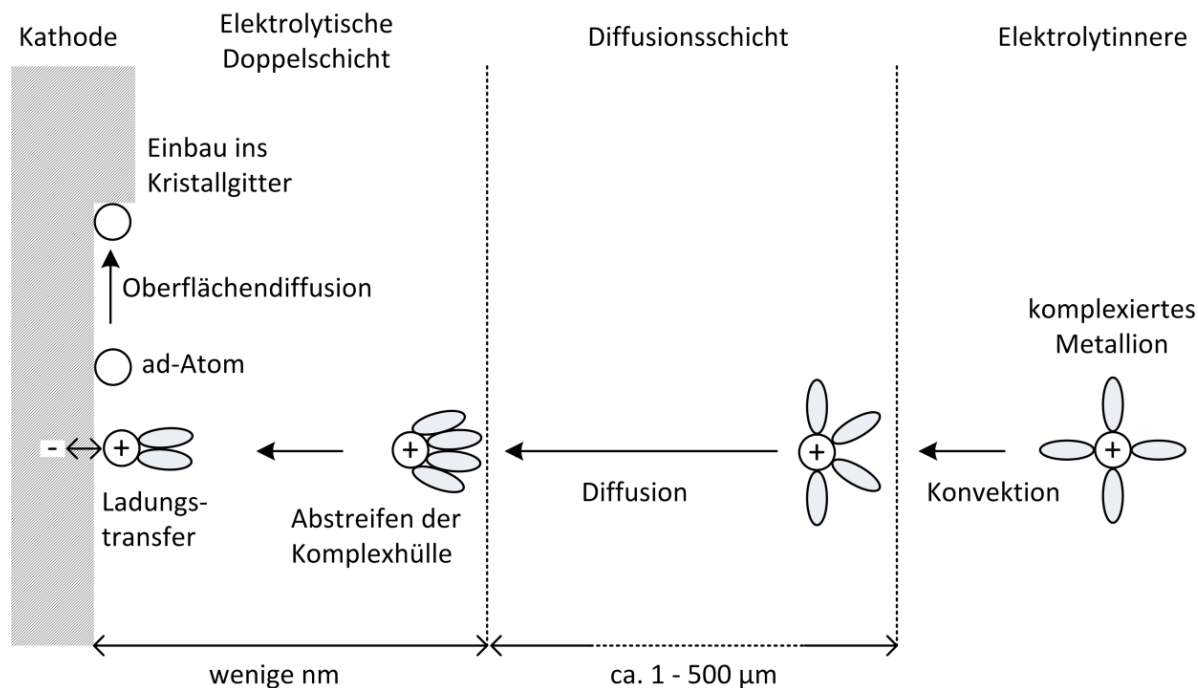 Kathode
Elektrolytische
Doppelschicht
Diffusionsschicht
Elektrolytinnere
Einbau ins
Kristallgitter
Oberflächendiffusion
ad-Atom
komplexiertes
Metallion
-
+
+
+
+
Ladungs-
transfer
Abstreifen der
Komplexhülle
Diffusion
Konvektion
wenige nm
ca. 1 - 500 µm